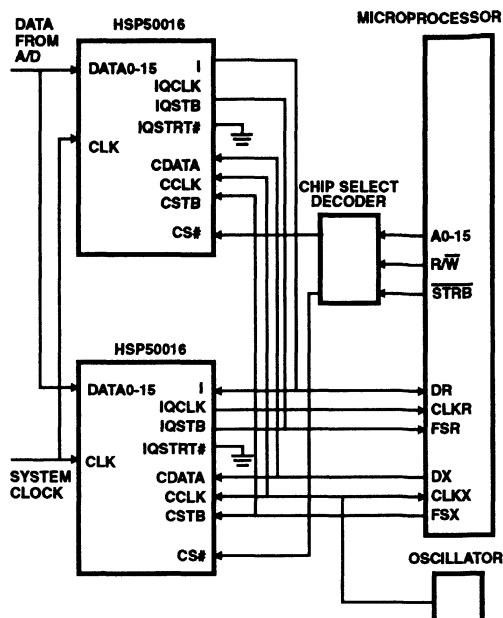 DATA
FROM
A/D
HSP50016
DATA0-15
I
IQCLK
IQSTB
IQSTRT#
CLK
CDATA
CCLK
CSTB
CS#
MICROPROCESSOR
CHIP SELECT
DECODER
A0-15
R/W̅
S̅T̅R̅B̅
HSP50016
DATA0-15
I
IQCLK
IQSTB
IQSTRT#
CLK
SYSTEM
CLOCK
CDATA
CCLK
CSTB
CS#
DR
CLKR
FSR
DX
CLKX
FSX
OSCILLATOR